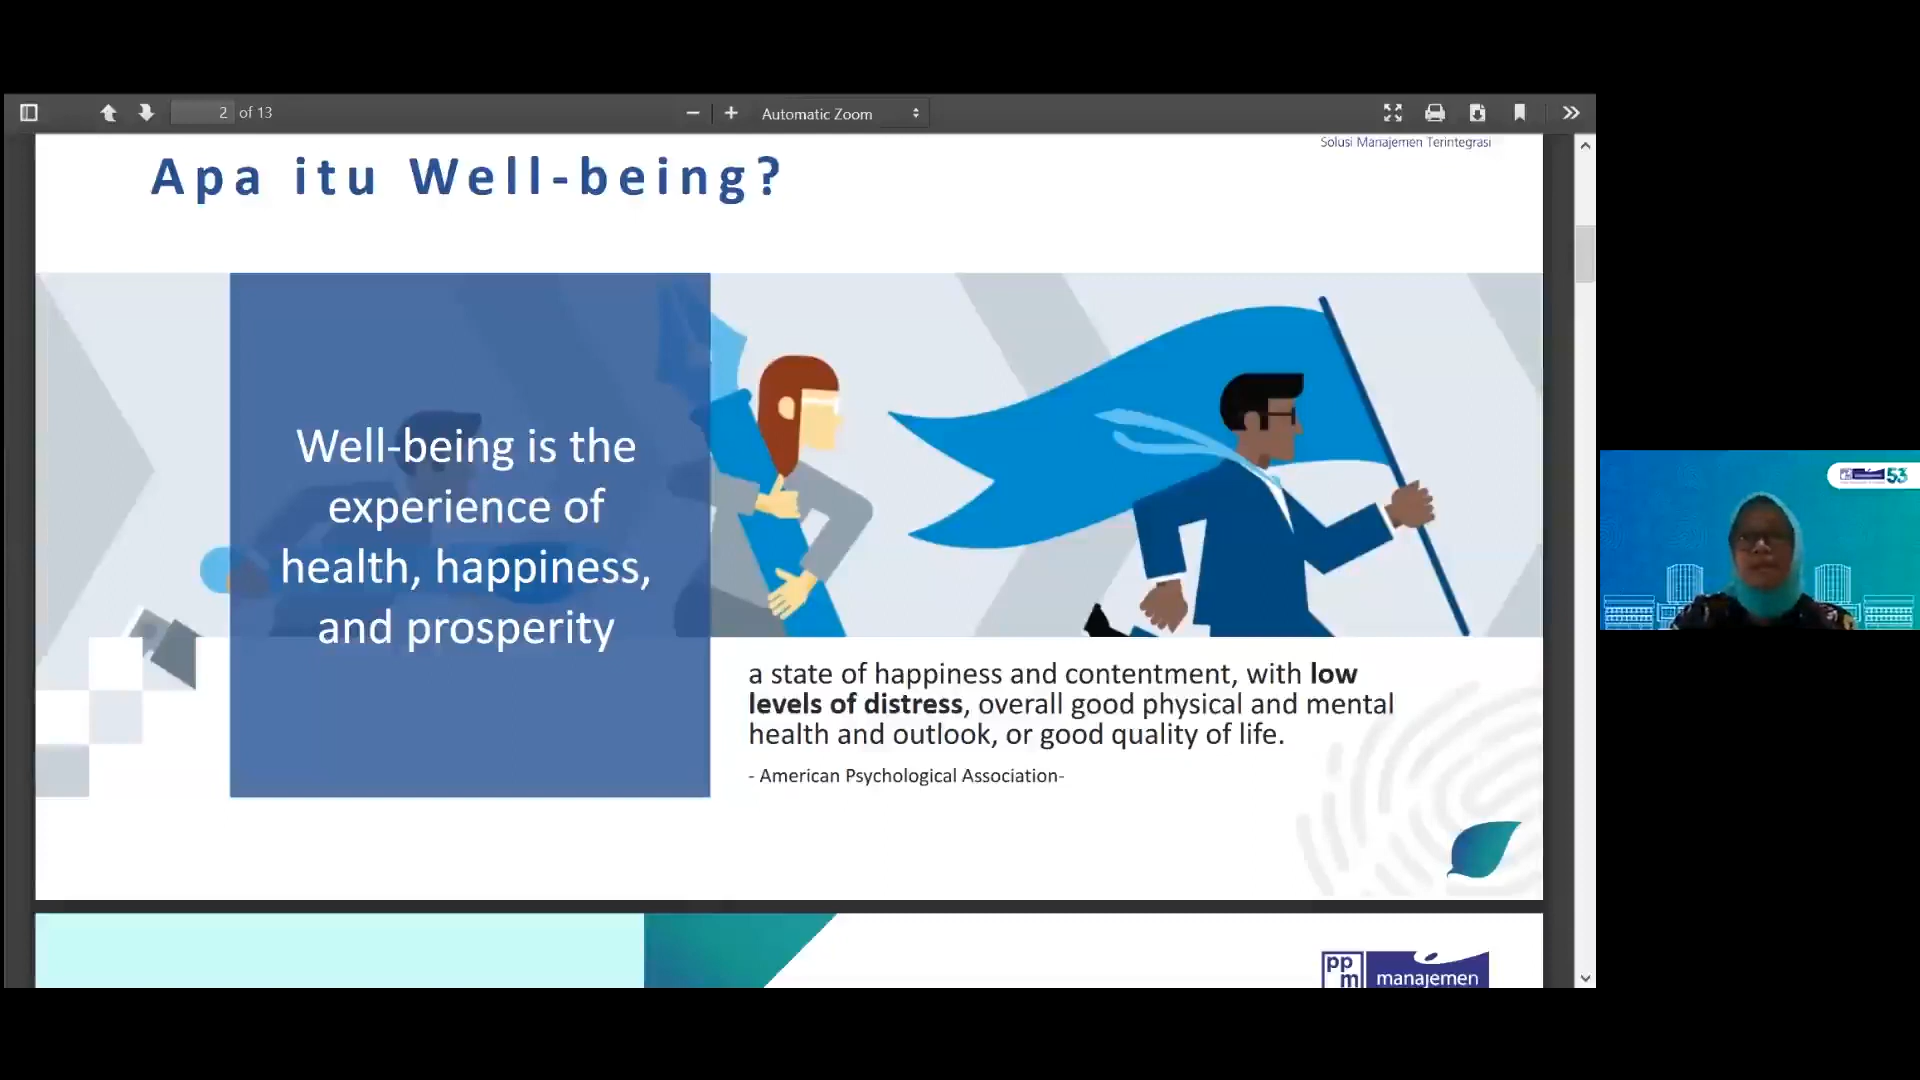 2 of 13
Automatic Zoom
Solusi Manajemen Terintegrasi
Apa itu Well-being?
Well-being is the
experience of
health, happiness,
and prosperity
a state of happiness and contentment, with low
levels of distress, overall good physical and mental
health and outlook, or good quality of life.
- American Psychological Association-
53
pp
m
manajemen